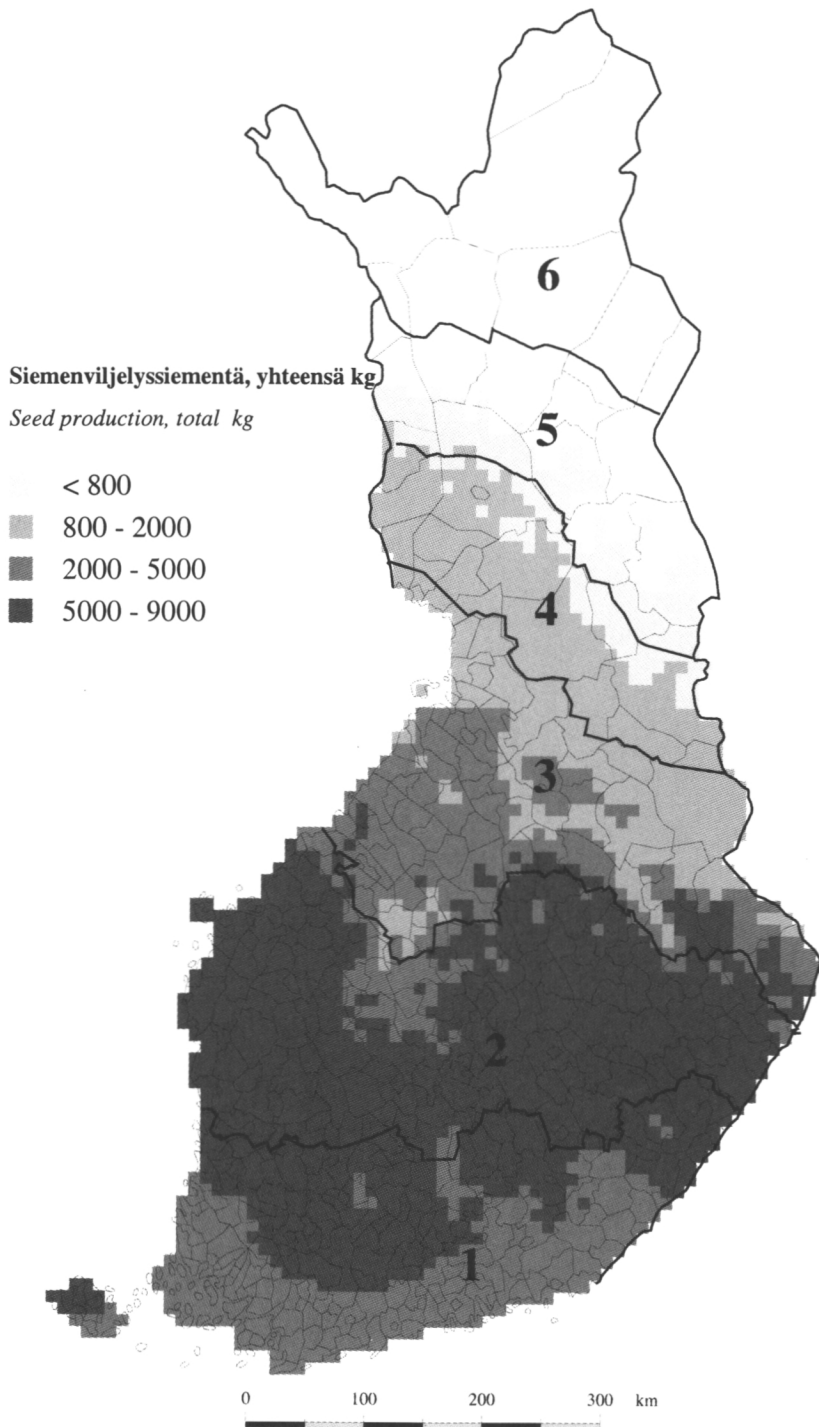 6
Siemenviljelyssiementä, yhteensä kg
Seed production, total kg
5
< 800
800 - 2000
2000 - 5000
5000 - 9000
4
3
2
1
0 100 200 300 km